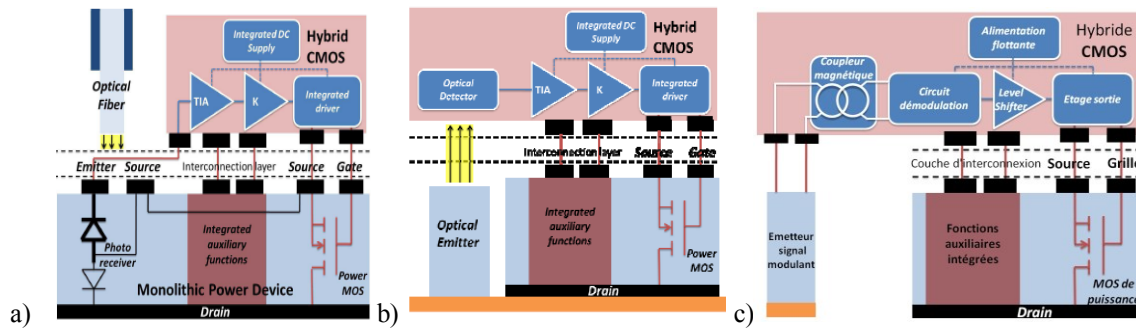 a)
Optical
Fiber
Integrated DC
Supply
Hybrid
CMOS
TIA
K
Integrated
driver
Emitter
Source
Interconnection layer
Source
Gate
Photo
receiver
Integrated
auxiliary
functions
Power
MOS
Monolithic Power Device
Drain
b)
Integrated DC
Supply
Hybrid
CMOS
Optical
Detector
TIA
K
Integrated
driver
Interconnection layer
Source
Gate
Optical
Emitter
Integrated
auxiliary
functions
Power
MOS
Drain
c)
Alimentation
flottante
Hybride
CMOS
Coupleur
magnétique
Circuit
démodulation
Level
Shifter
Etage sortie
Couche d'interconnexion
Source
Grille
Emetteur
signal
modulant
Fonctions
auxiliaires
intégrées
MOS de
puissance
Drain